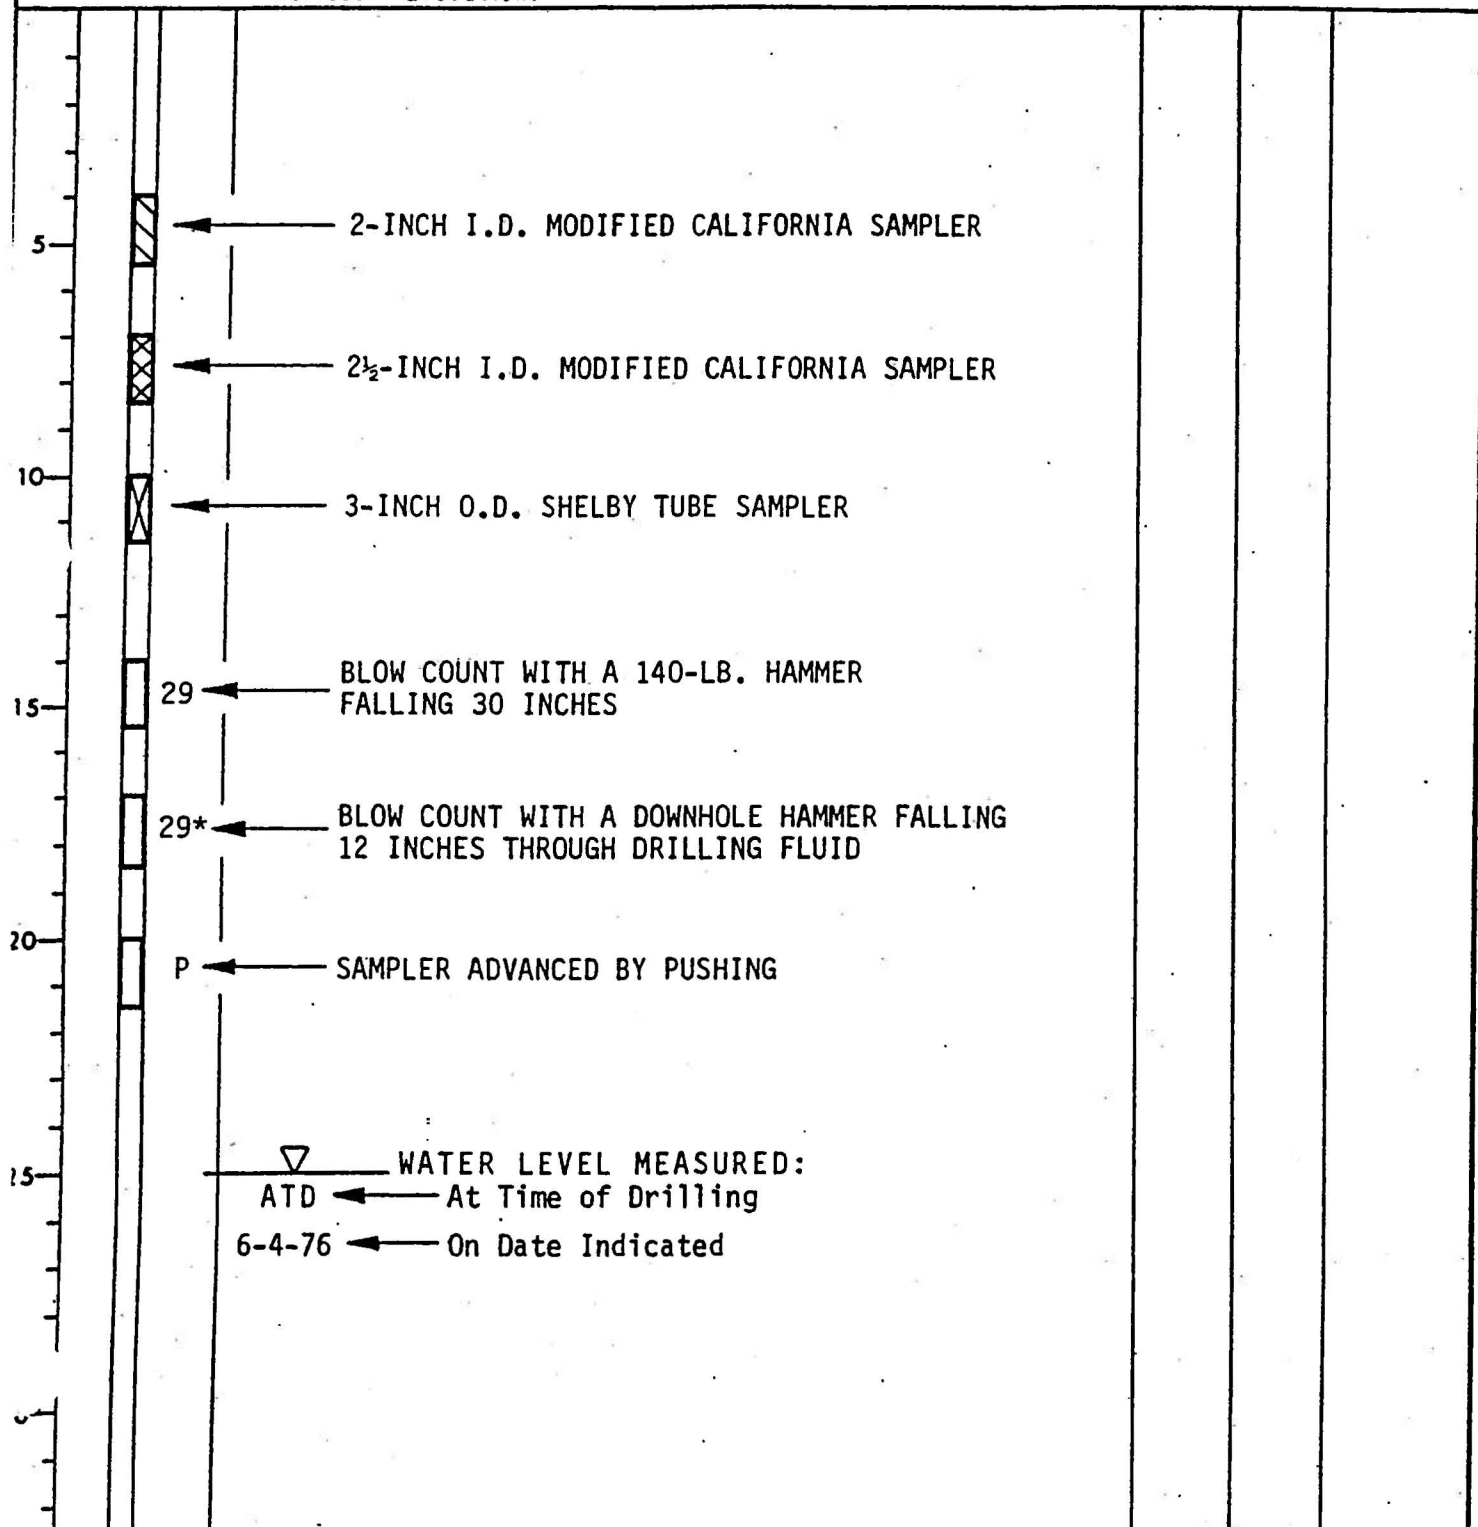 2-INCH I.D. MODIFIED CALIFORNIA SAMPLER
5
2½-INCH I.D. MODIFIED CALIFORNIA SAMPLER
10
3-INCH O.D. SHELBY TUBE SAMPLER
29
BLOW COUNT WITH A 140-LB. HAMMER
FALLING 30 INCHES
15
29*
BLOW COUNT WITH A DOWNHOLE HAMMER FALLING
12 INCHES THROUGH DRILLING FLUID
20
P
SAMPLER ADVANCED BY PUSHING
WATER LEVEL MEASURED:
25
ATD
At Time of Drilling
6-4-76
On Date Indicated